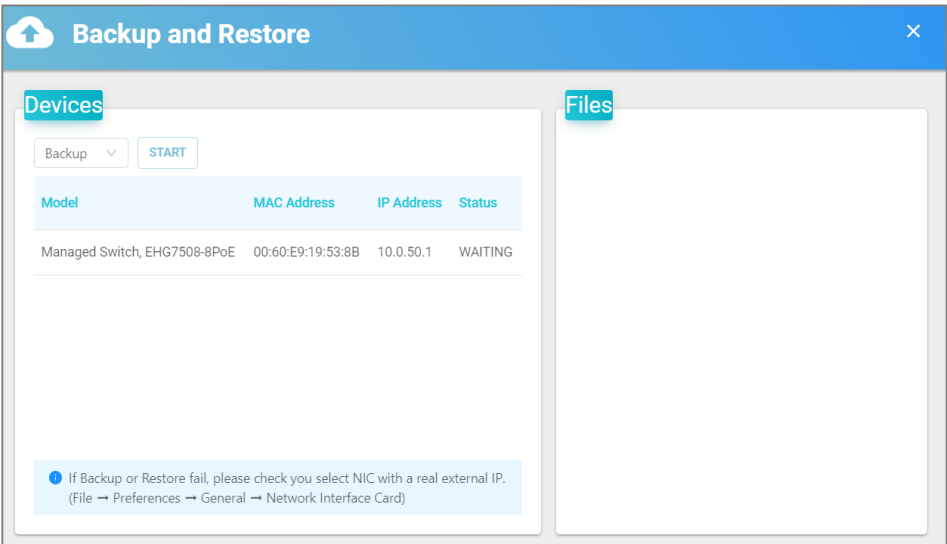 Backup and Restore
Devices
Files
Backup
START
Model MAC Address IP Address Status
Managed Switch, EHG7508-8PoE 00:60:E9:19:53:8B 10.0.50.1 WAITING
If Backup or Restore fail, please check you select NIC with a real external IP.
(File → Preferences → General → Network Interface Card)